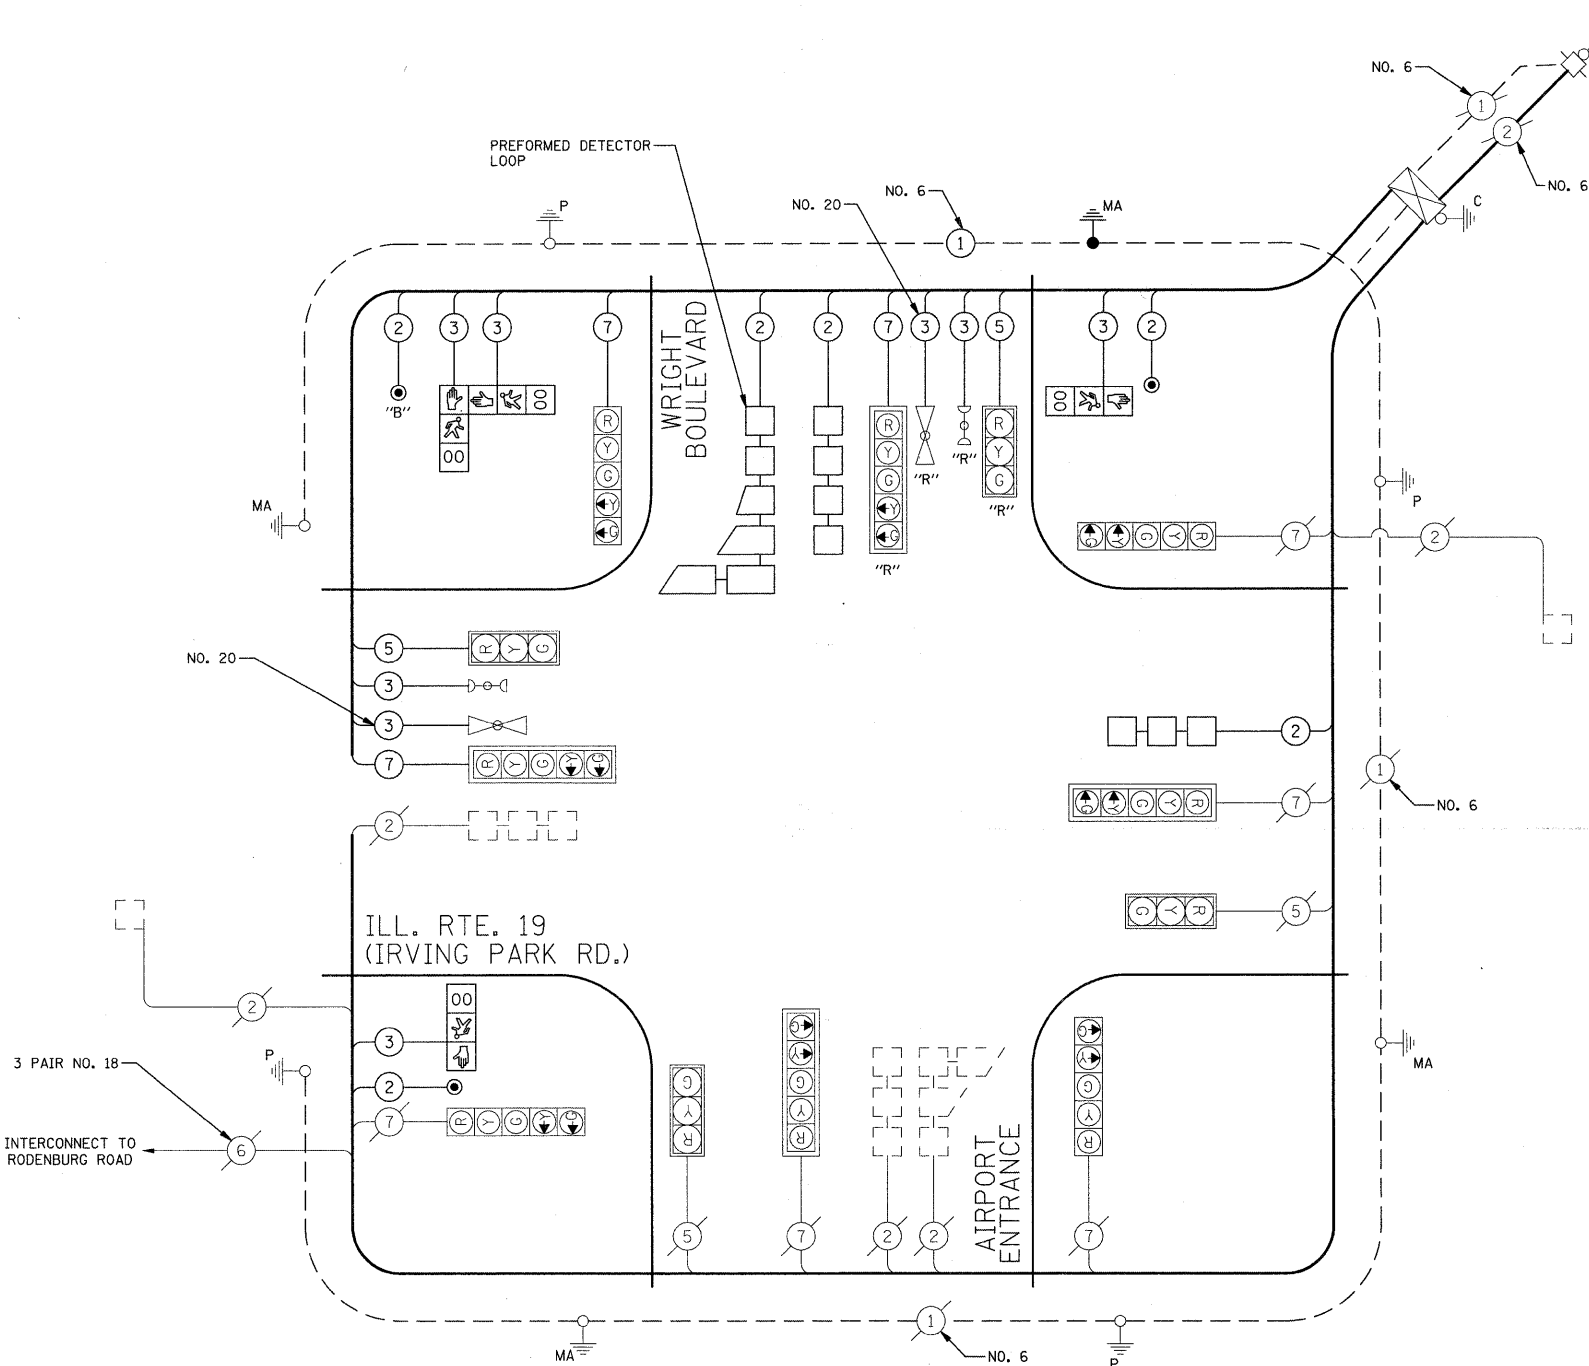 NO. 6
1
2
NO. 6
PREFORMED DETECTOR
LOOP
NO. 6
NO. 20
P
MA
C
1
2
3
3
7
2
2
7
3
3
5
3
2
WRIGHT
BOULEVARD
"B"
00
00
R
Y
G
Y
G
R
Y
G
Y
G
"R"
"R"
"R"
R
Y
G
"R"
00
MA
P
G
Y
G
Y
R
7
2
5
R
Y
G
NO. 20
3
3
7
R
Y
G
Y
G
2
2
G
Y
G
Y
R
7
1
NO. 6
G
Y
R
5
ILL. RTE. 19
(IRVING PARK RD.)
2
00
3
2
7
R
Y
G
Y
G
P
3 PAIR NO. 18
INTERCONNECT TO
RODENBURG ROAD
6
G
Y
R
5
G
Y
G
Y
R
7
2
2
AIRPORT
ENTRANCE
G
Y
G
Y
R
7
MA
MA
1
NO. 6
P